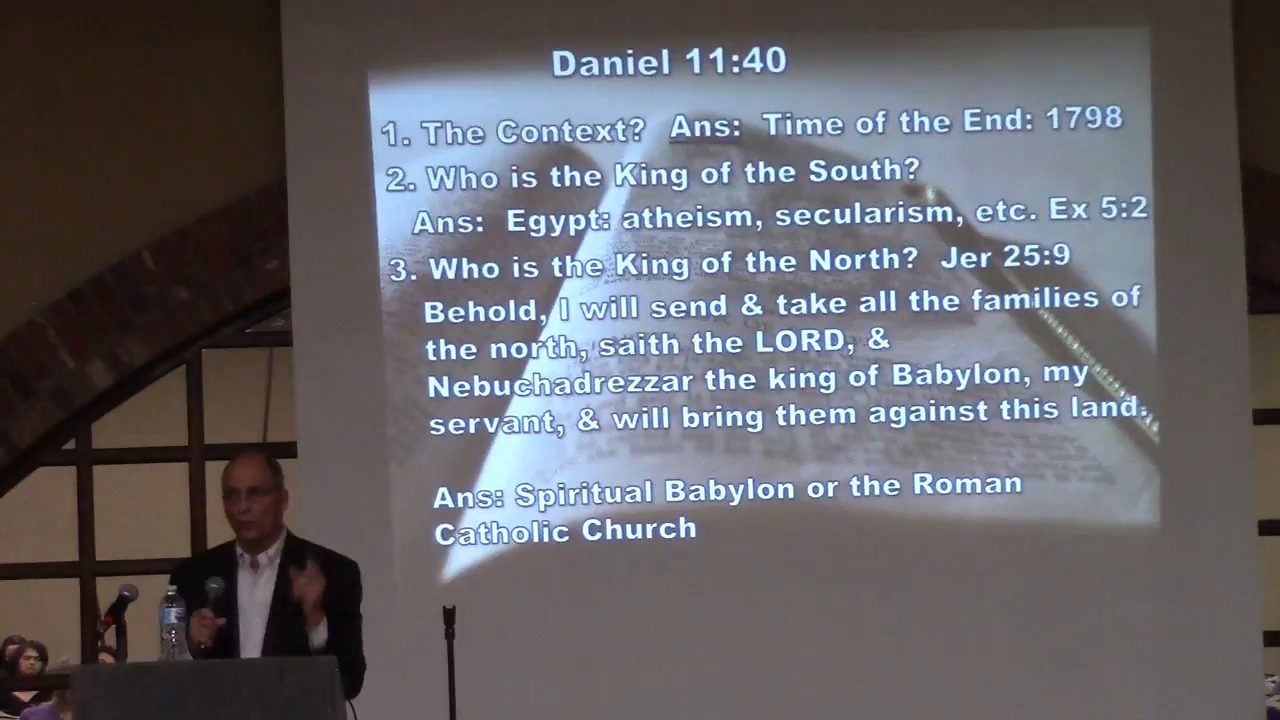 Daniel 11:40
1. The Context? Ans: Time of the End: 1798
2. Who is the King of the South?
Ans: Egypt: atheism, secularism, etc. Ex 5:2
3. Who is the King of the North? Jer 25:9
Behold, I will send & take all the families of
the north, saith the LORD, &
Nebuchadrezzar the king of Babylon, my
servant, & will bring them against this land.
Ans: Spiritual Babylon or the Roman
Catholic Church